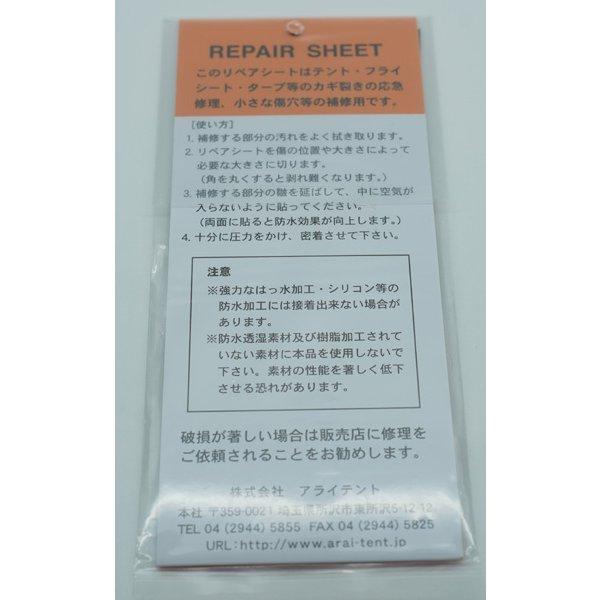 REPAIR SHEET
このリペアシートはテント・フライ
シート・タープ等のカギ裂きの応急
修理、小さな傷穴等の補修用です。
[使い方]
1. 補修する部分の汚れをよく拭き取ります。
2. リペアシートを傷の位置や大きさによって
必要な大きさに切ります。
（角を丸くすると剥れ難くなります。）
3. 補修する部分の皺を延ばして、中に空気が
入らないように貼ってください。
（両面に貼ると防水効果が向上します。）
4. 十分に圧力をかけ、密着させて下さい。
注意
※強力なはっ水加工・シリコン等の
防水加工には接着出来ない場合が
あります。
※防水透湿素材及び樹脂加工されて
いない素材に本品を使用しないで
下さい。素材の性能を著しく低下
させる恐れがあります。
破損が著しい場合は販売店に修理を
ご依頼されることをお勧めします。
株式会社 アライテント
本社 〒359-0021 埼玉県所沢市東所沢5-12-12
TEL 04 (2944) 5855 FAX 04 (2944) 5825
URL：http://www.arai-tent.jp